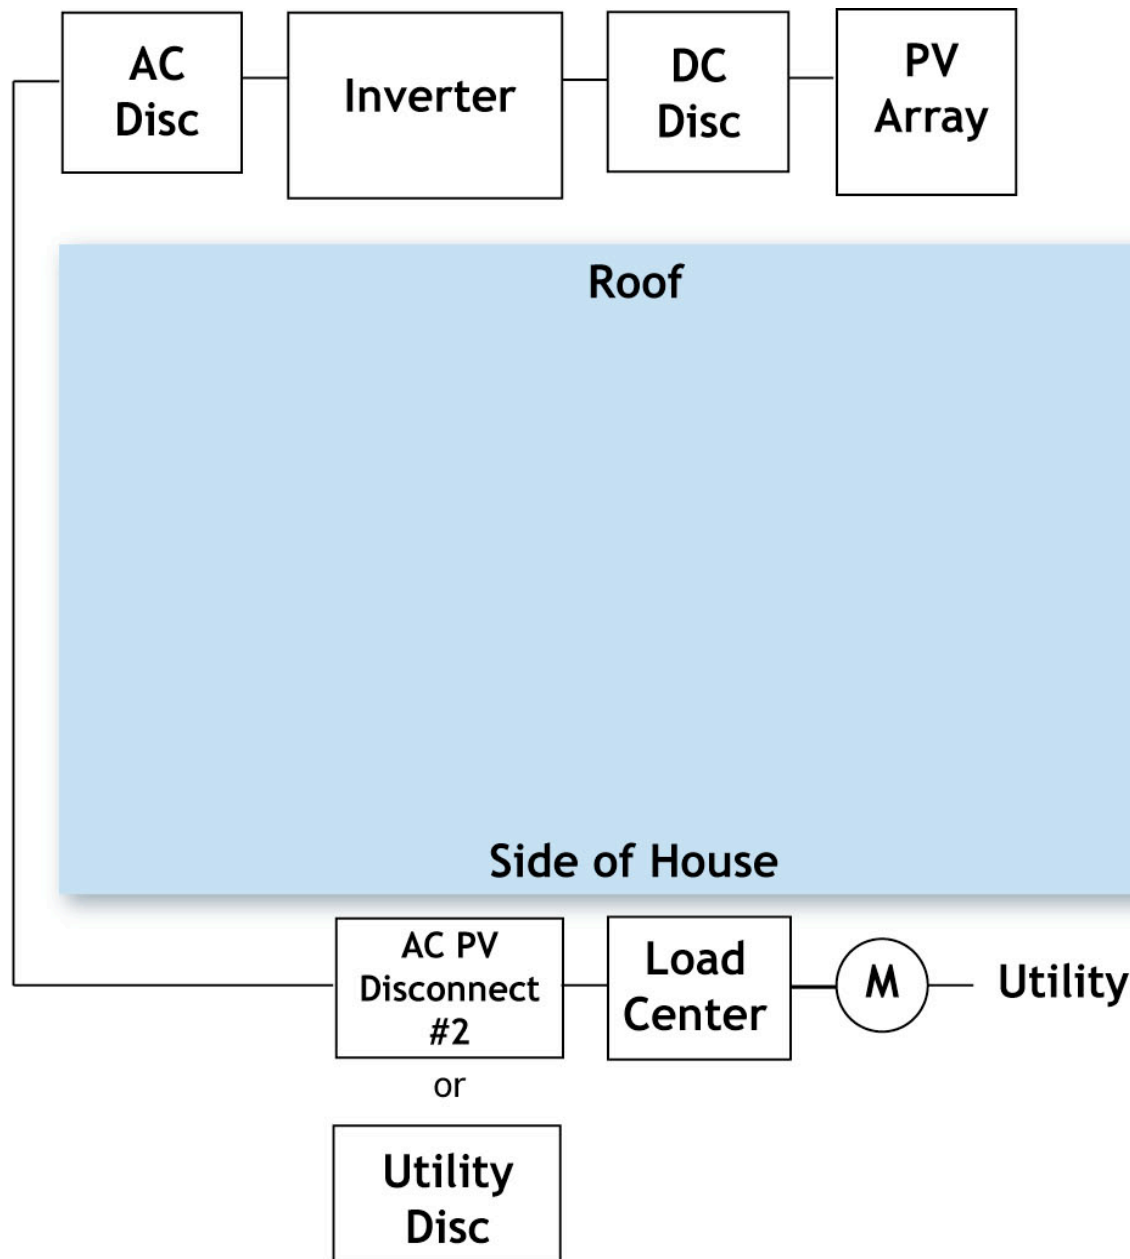 AC
Disc
Inverter
DC
Disc
PV
Array
Roof
Side of House
AC PV
Disconnect
#2
Load
Center
M
Utility
or
Utility
Disc